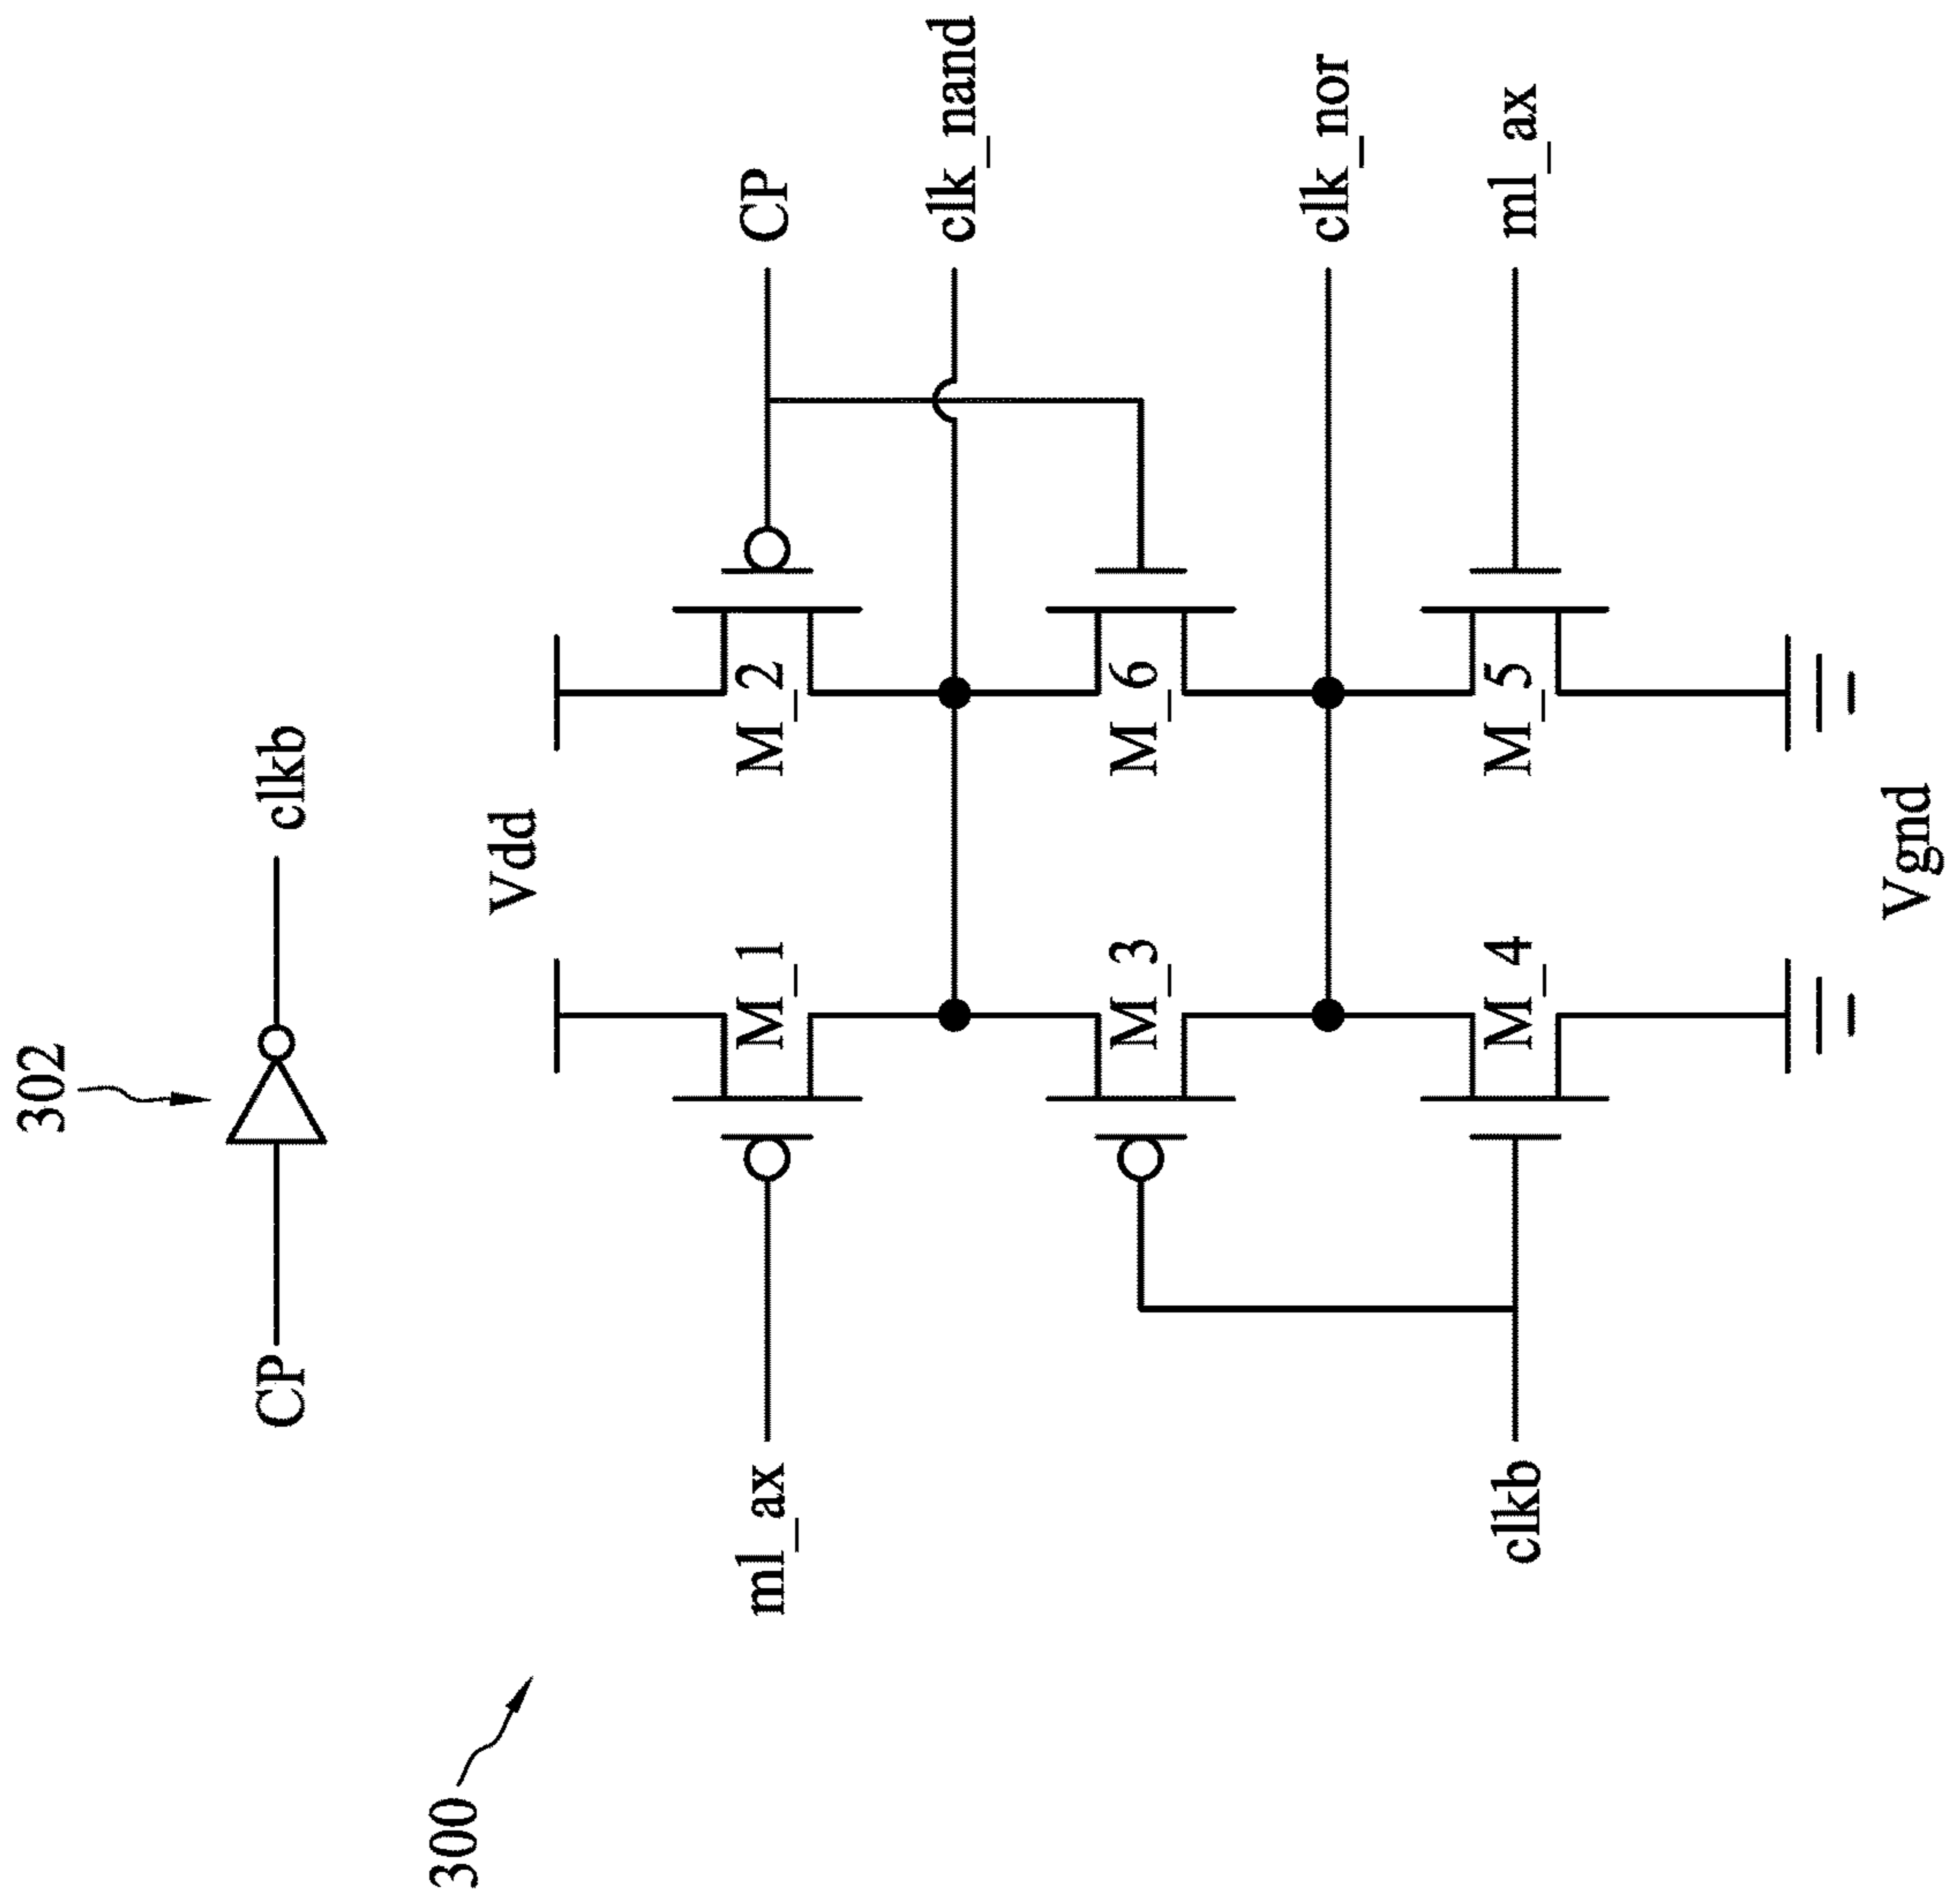 302
CP
clkb
300
Vdd
ml_ax
M_1
M_2
CP
clk_nand
M_3
M_6
clk_nor
clkb
M_4
M_5
ml_ax
Vgnd